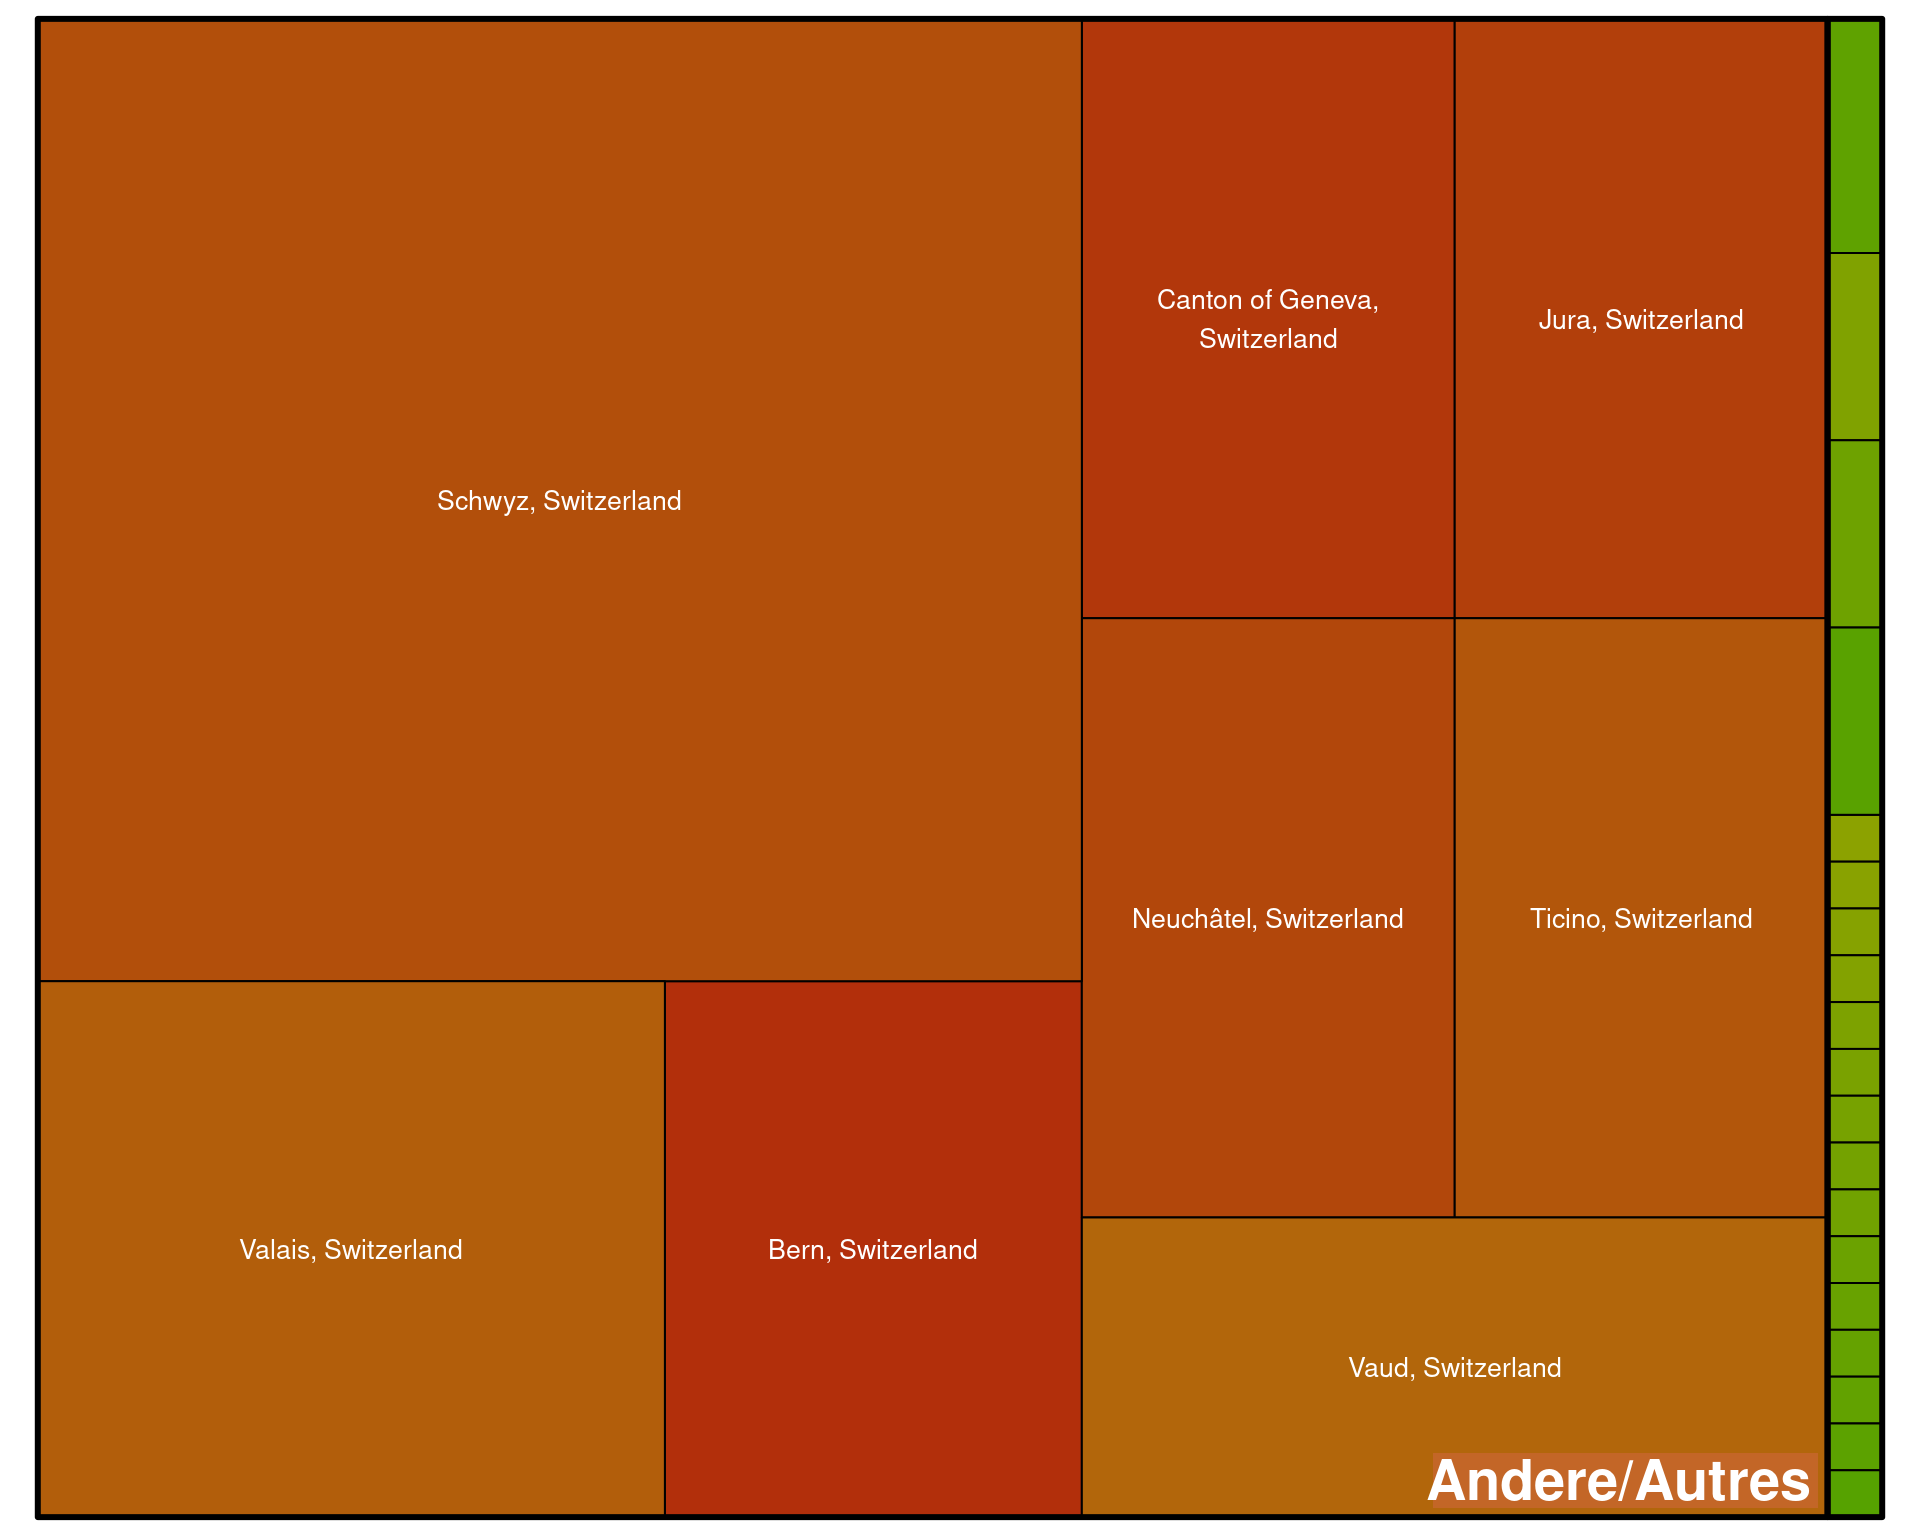 Schwyz, Switzerland
Canton of Geneva,
Switzerland
Jura, Switzerland
Neuchâtel, Switzerland
Ticino, Switzerland
Valais, Switzerland
Bern, Switzerland
Vaud, Switzerland
Andere/Autres